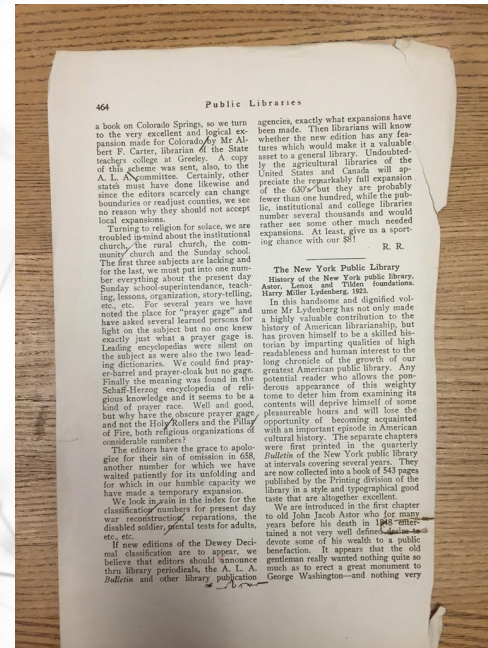 464
Public Libraries
a book on Colorado Springs, so we turn
to the very excellent and logical ex-
pansion made for Colorado by Mr Al-
bert F. Carter, librarian of the State
teachers college at Greeley. A copy
of this scheme was sent, also, to the
A. L. A. committee. Certainly, other
states must have done likewise and
since the editors scarcely can change
boundaries or readjust counties, we see
no reason why they should not accept
local expansions.
Turning to religion for solace, we are
troubled in mind about the institutional
church, the rural church, the com-
munity church and the Sunday school.
The first three subjects are lacking and
for the last, we must put into one num-
ber everything about the present day
Sunday school-superintendence, teach-
ing, lessons, organization, story-telling,
etc., etc. For several years we have
noted the place for "prayer gage" and
have asked several learned persons for
light on the subject but no one knew
exactly just what a prayer gage is.
Leading encyclopedias were silent on
the subject as were also the two lead-
ing dictionaries. We could find pray-
er-barrel and prayer-cloak but no gage.
Finally the meaning was found in the
Schaff-Herzog encyclopedia of reli-
gious knowledge and it seems to be a
kind of prayer race. Well and good,
but why have the obscure prayer gage
and not the Holy Rollers and the Pillar
of Fire, both religious organizations of
considerable numbers?
The editors have the grace to apolo-
gize for their sin of omission in 658,
another number for which we have
waited patiently for its unfolding and
for which in our humble capacity we
have made a temporary expansion.
We look in vain in the index for the
classification numbers for present day
war reconstruction, reparations, the
disabled soldier, mental tests for adults,
etc., etc.
If new editions of the Dewey Deci-
mal classification are to appear, we
believe that editors should announce
thru library periodicals, the A. L. A.
Bulletin and other library publication
agencies, exactly what expansions have
been made. Then librarians will know
whether the new edition has any fea-
tures which would make it a valuable
asset to a general library. Undoubted-
ly the agricultural libraries of the
United States and Canada will ap-
preciate the remarkably full expansion
of the 630's but they are probably
fewer than one hundred, while the pub-
lic, institutional and college libraries
number several thousands and would
rather see some other much needed
expansions. At least, give us a sport-
ing chance with our $8!
R. R.
The New York Public Library
History of the New York public library,
Astor, Lenox and Tilden foundations.
Harry Miller Lydenberg. 1923.
In this handsome and dignified vol-
ume Mr Lydenberg has not only made
a highly valuable contribution to the
history of American librarianship, but
has proven himself to be a skilled his-
torian by imparting qualities of high
readableness and human interest to the
long chronicle of the growth of our
greatest American public library. Any
potential reader who allows the pon-
derous appearance of this weighty
tome to deter him from examining its
contents will deprive himself of some
pleasureable hours and will lose the
opportunity of becoming acquainted
with an important episode in American
cultural history. The separate chapters
were first printed in the quarterly
Bulletin of the New York public library
at intervals covering several years. They
are now collected into a book of 543 pages
published by the Printing division of the
library in a style and typographical good
taste that are altogether excellent.
We are introduced in the first chapter
to old John Jacob Astor who for many
years before his death in 1848 enter-
tained a not very well defined desire to
devote some of his wealth to a public
benefaction. It appears that the old
gentleman really wanted nothing quite so
much as to erect a great monument to
George Washington—and nothing very